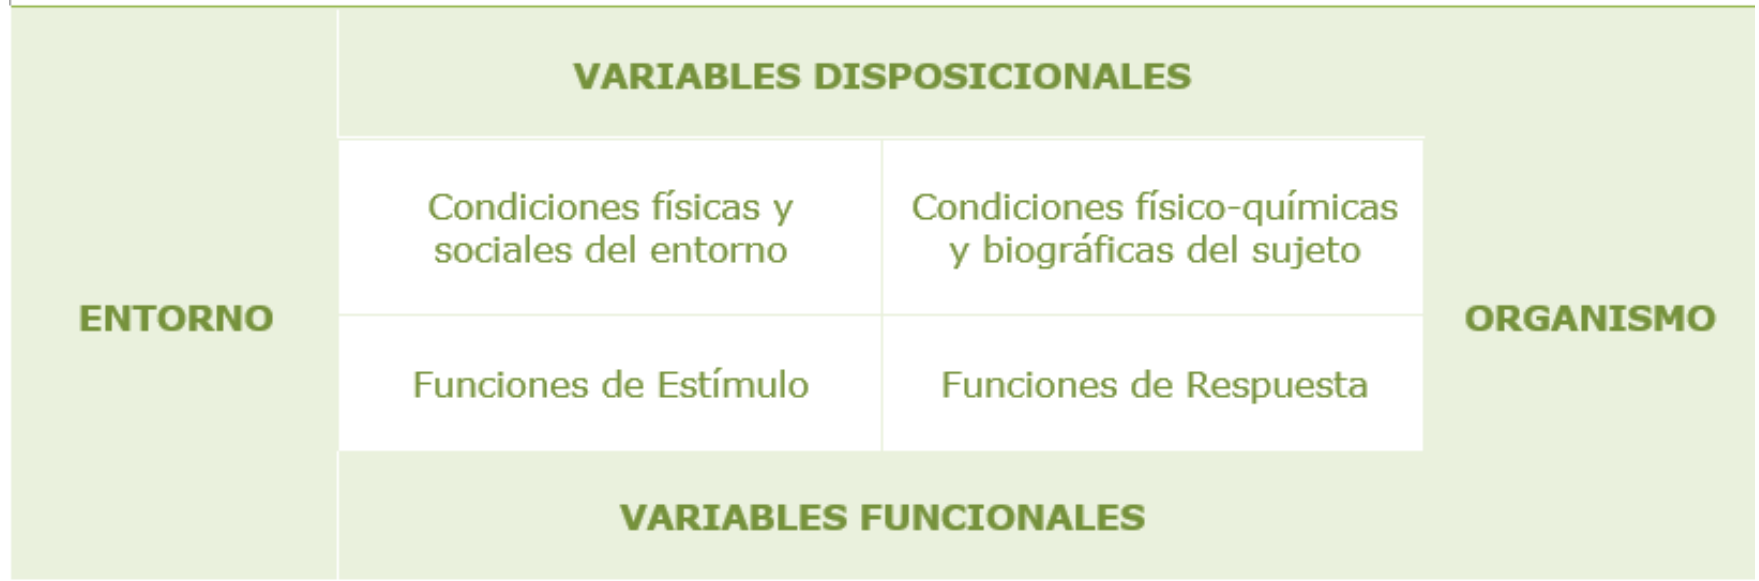 VARIABLES DISPOSICIONALES
Condiciones físicas y
sociales del entorno
Condiciones físico-químicas
y biográficas del sujeto
ENTORNO
ORGANISMO
Funciones de Estímulo
Funciones de Respuesta
VARIABLES FUNCIONALES